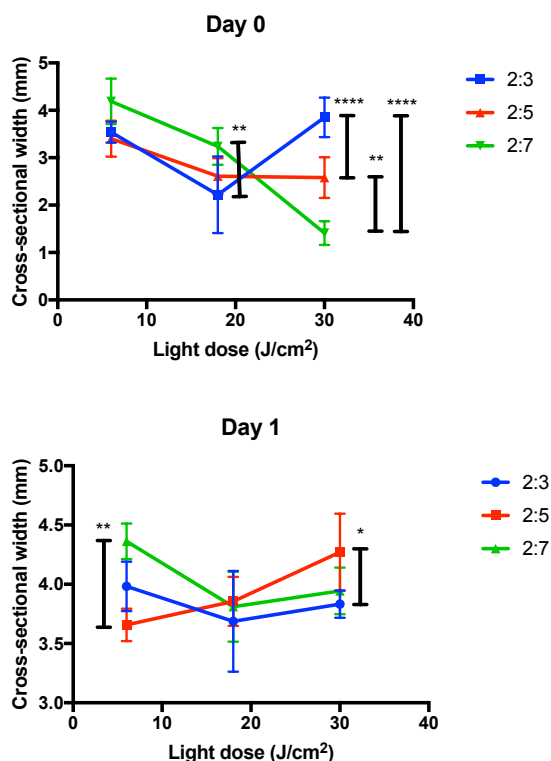 Day 0
Cross-sectional width (mm)
5
4
3
2
1
0
** **** ** ****
0 10 20 30 40
Light dose (J/cm²)
2:3
2:5
2:7
Day 1
Cross-sectional width (mm)
5.0
4.5
4.0
3.5
3.0
** *
0 10 20 30 40
Light dose (J/cm²)
2:3
2:5
2:7